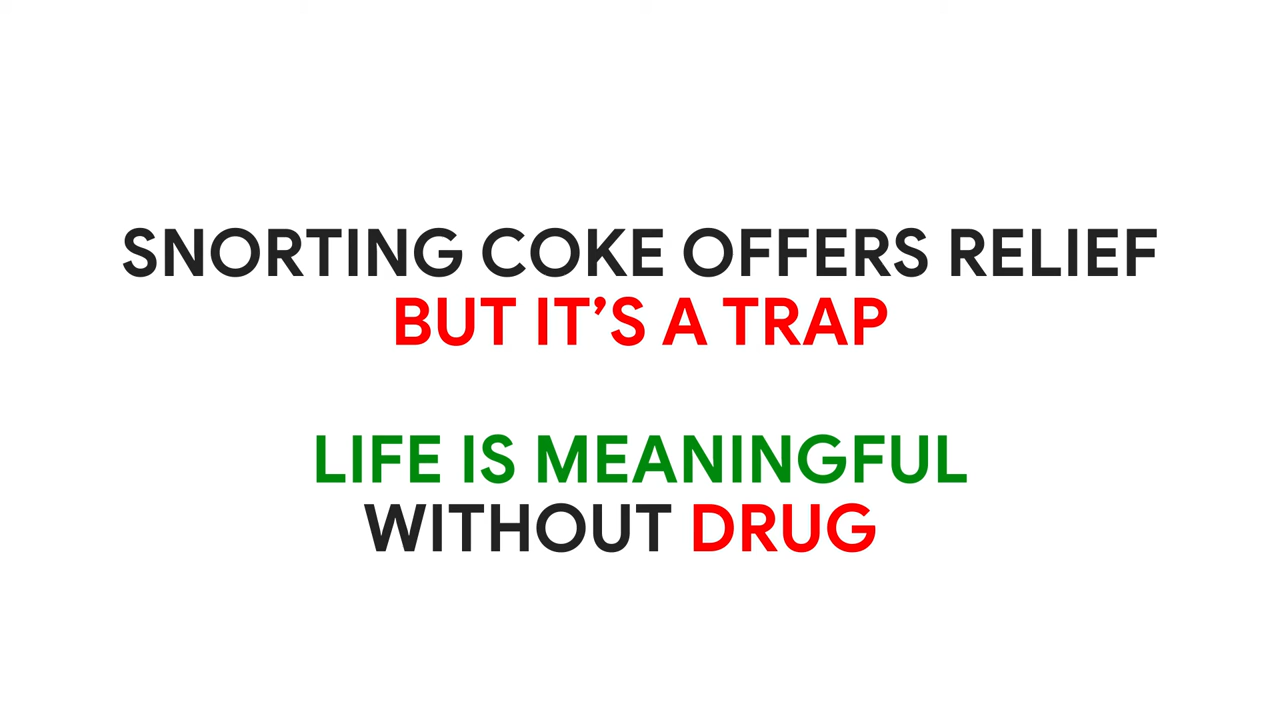 SNORTING COKE OFFERS RELIEF
BUT IT’S A TRAP
LIFE IS MEANINGFUL
WITHOUT DRUG